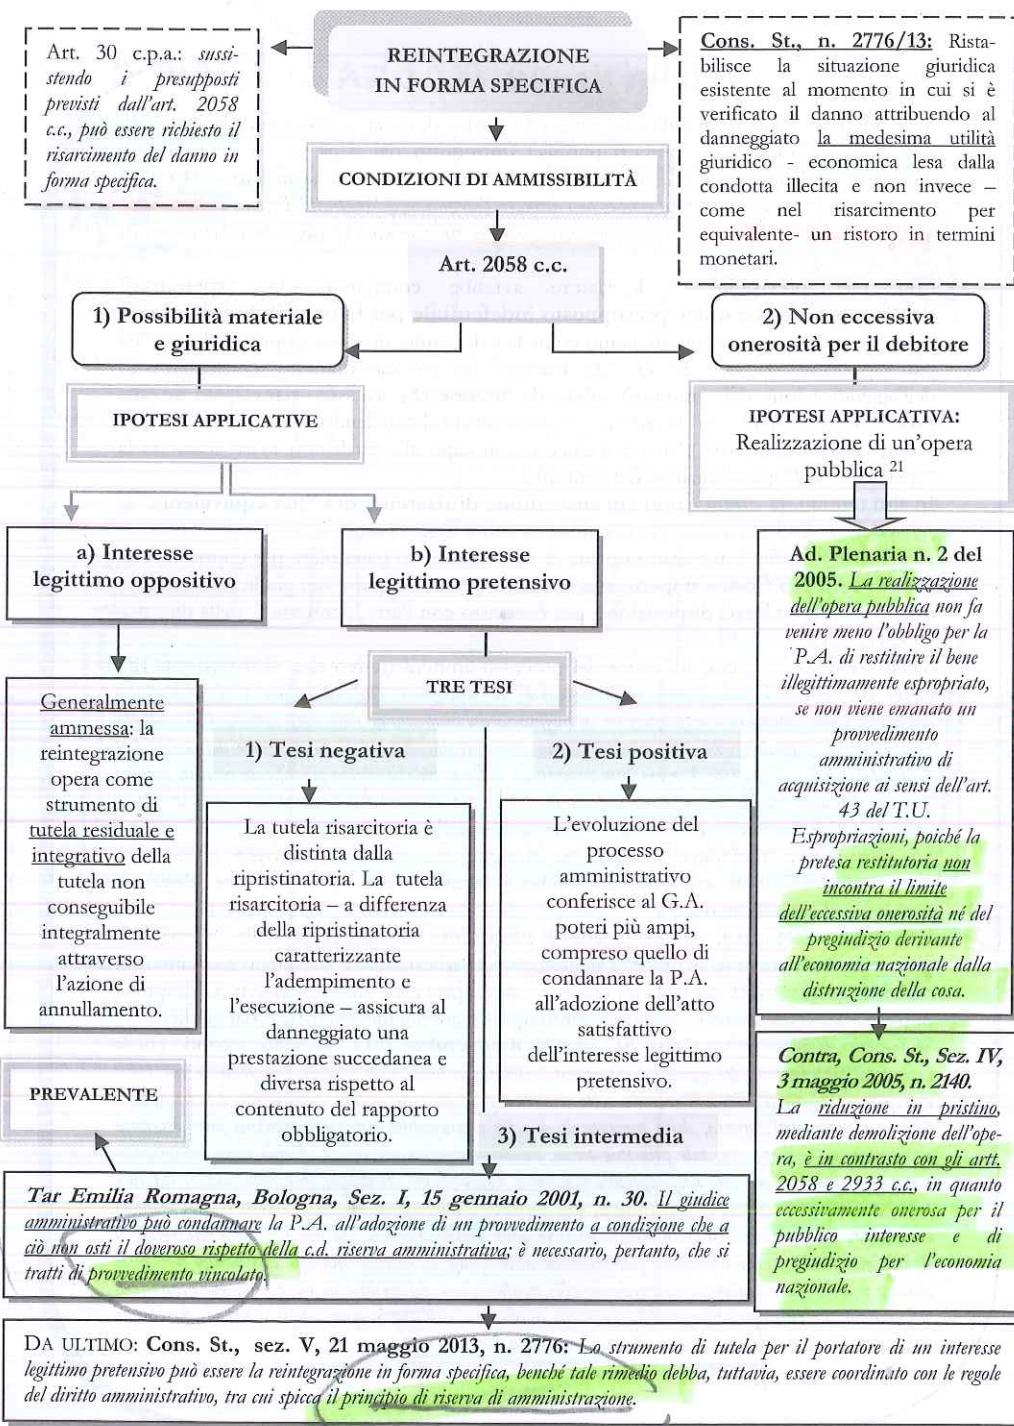 REINTEGRAZIONE
IN FORMA SPECIFICA
Art. 30 c.p.a.: sussi-
stendo i presupposti
previsti dall'art. 2058
c.c., può essere richiesto il
risarcimento del danno in
forma specifica.
Cons. St., n. 2776/13: Rista-
bilisce la situazione giuridica
esistente al momento in cui si è
verificato il danno attribuendo al
danneggiato la medesima utilità
giuridico - economica lesa dalla
condotta illecita e non invece –
come nel risarcimento per
equivalente- un ristoro in termini
monetari.
CONDIZIONI DI AMMISSIBILITÀ
Art. 2058 c.c.
1) Possibilità materiale
e giuridica
2) Non eccessiva
onerosità per il debitore
IPOTESI APPLICATIVE
IPOTESI APPLICATIVA:
Realizzazione di un'opera
pubblica 21
a) Interesse
legittimo oppositivo
b) Interesse
legittimo pretensivo
Generalmente
ammessa: la
reintegrazione
opera come
strumento di
tutela residuale e
integrativo della
tutela non
conseguibile
integralmente
attraverso
l'azione di
annullamento.
TRE TESI
1) Tesi negativa
La tutela risarcitoria è
distinta dalla
ripristinatoria. La tutela
risarcitoria – a differenza
della ripristinatoria
caratterizzante
l'adempimento e
l'esecuzione – assicura al
danneggiato una
prestazione succedanea e
diversa rispetto al
contenuto del rapporto
obbligatorio.
2) Tesi positiva
L'evoluzione del
processo
amministrativo
conferisce al G.A.
poteri più ampi,
compreso quello di
condannare la P.A.
all'adozione dell'atto
satisfattivo
dell'interesse legittimo
pretensivo.
Ad. Plenaria n. 2 del
2005. La realizzazione
dell'opera pubblica non fa
venire meno l'obbligo per la
P.A. di restituire il bene
illegittimamente espropriato,
se non viene emanato un
provvedimento
amministrativo di
acquisizione ai sensi dell'art.
43 del T.U.
Espropriazioni, poiché la
pretesa restitutoria non
incontra il limite
dell'eccessiva onerosità né del
pregiudizio derivante
all'economia nazionale dalla
distruzione della cosa.
Contra, Cons. St., Sez. IV,
3 maggio 2005, n. 2140.
La riduzione in pristino,
mediante demolizione dell'ope-
ra, è in contrasto con gli artt.
2058 e 2933 c.c., in quanto
eccessivamente onerosa per il
pubblico interesse e di
pregiudizio per l'economia
nazionale.
PREVALENTE
3) Tesi intermedia
Tar Emilia Romagna, Bologna, Sez. I, 15 gennaio 2001, n. 30. Il giudice
amministrativo può condannare la P.A. all'adozione di un provvedimento a condizione che a
ciò non osti il doveroso rispetto della c.d. riserva amministrativa; è necessario, pertanto, che si
tratti di provvedimento vincolato.
DA ULTIMO: Cons. St., sez. V, 21 maggio 2013, n. 2776: Lo strumento di tutela per il portatore di un interesse
legittimo pretensivo può essere la reintegrazione in forma specifica, benché tale rimedio debba, tuttavia, essere coordinato con le regole
del diritto amministrativo, tra cui spicca il principio di riserva di amministrazione.